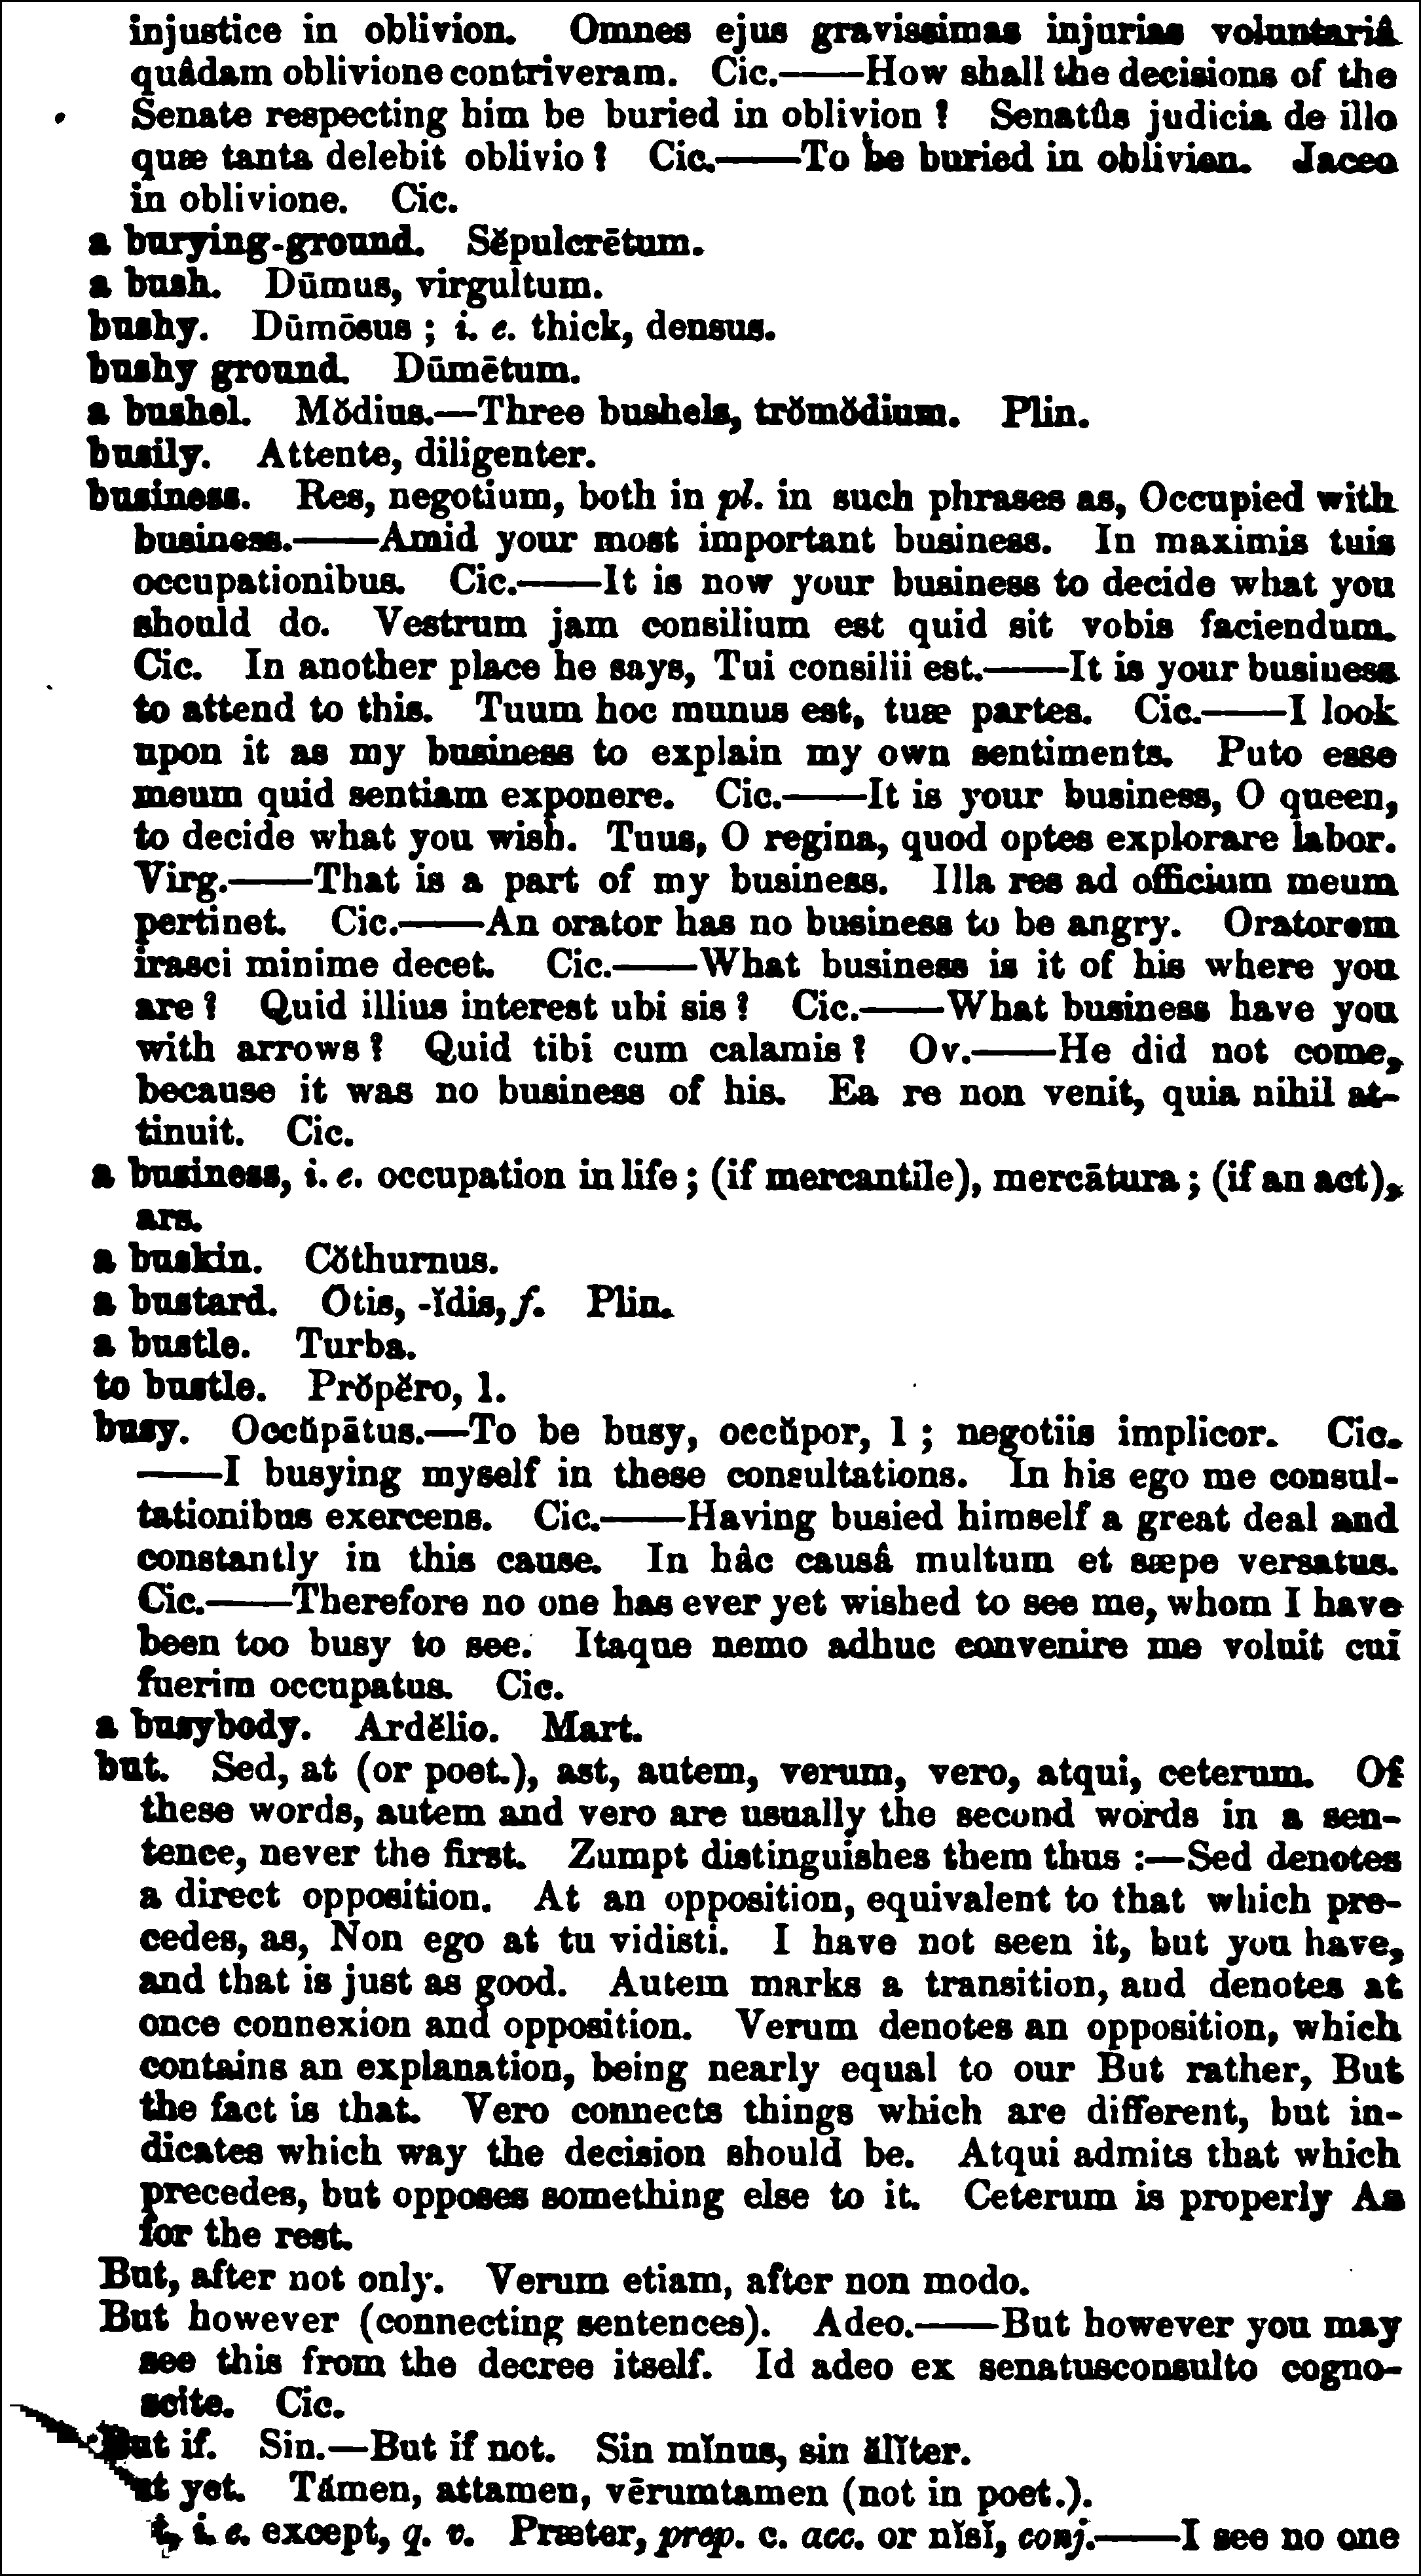 injustice in oblivion. Omnes ejus gravissimas injurias voluntariâ
quâdam oblivione contriveram. Cic.——How shall the decisions of the
Senate respecting him be buried in oblivion? Senatûs judicia de illo
quæ tanta delebit oblivio? Cic.——To be buried in oblivion. Jaceo
in oblivione. Cic.
a burying-ground. Sĕpulcrētum.
a bush. Dūmus, virgultum.
bushy. Dūmōsus; i. e. thick, densus.
bushy ground. Dūmētum.
a bushel. Mŏdius.—Three bushels, trŏmŏdium. Plin.
busily. Attente, diligenter.
business. Res, negotium, both in pl. in such phrases as, Occupied with
business.——Amid your most important business. In maximis tuis
occupationibus. Cic.——It is now your business to decide what you
should do. Vestrum jam consilium est quid sit vobis faciendum.
Cic. In another place he says, Tui consilii est.——It is your business
to attend to this. Tuum hoc munus est, tuæ partes. Cic.——I look
upon it as my business to explain my own sentiments. Puto esse
meum quid sentiam exponere. Cic.——It is your business, O queen,
to decide what you wish. Tuus, O regina, quod optes explorare labor.
Virg.——That is a part of my business. Illa res ad officium meum
pertinet. Cic.——An orator has no business to be angry. Oratorem
irasci minime decet. Cic.——What business is it of his where you
are? Quid illius interest ubi sis? Cic.——What business have you
with arrows? Quid tibi cum calamis? Ov.——He did not come,
because it was no business of his. Ea re non venit, quia nihil at-
tinuit. Cic.
a business, i. e. occupation in life; (if mercantile), mercātura; (if an act),
ars.
a buskin. Cŏthurnus.
a bustard. Otis, -ĭdis, f. Plin.
a bustle. Turba.
to bustle. Prŏpĕro, 1.
busy. Occŭpātus.—To be busy, occŭpor, 1; negotiis implicor. Cic.
——I busying myself in these consultations. In his ego me consul-
tationibus exercens. Cic.——Having busied himself a great deal and
constantly in this cause. In hâc causâ multum et sæpe versatus.
Cic.——Therefore no one has ever yet wished to see me, whom I have
been too busy to see. Itaque nemo adhuc convenire me voluit cui
fuerim occupatus. Cic.
a busybody. Ardĕlio. Mart.
but. Sed, at (or poet.), ast, autem, verum, vero, atqui, ceterum. Of
these words, autem and vero are usually the second words in a sen-
tence, never the first. Zumpt distinguishes them thus:—Sed denotes
a direct opposition. At an opposition, equivalent to that which pre-
cedes, as, Non ego at tu vidisti. I have not seen it, but you have,
and that is just as good. Autem marks a transition, and denotes at
once connexion and opposition. Verum denotes an opposition, which
contains an explanation, being nearly equal to our But rather, But
the fact is that. Vero connects things which are different, but in-
dicates which way the decision should be. Atqui admits that which
precedes, but opposes something else to it. Ceterum is properly As
for the rest.
But, after not only. Verum etiam, after non modo.
But however (connecting sentences). Adeo.——But however you may
see this from the decree itself. Id adeo ex senatusconsulto cogno-
scite. Cic.
But if. Sin.—But if not. Sin mĭnus, sin ălĭter.
yet. Támen, attamen, vērumtamen (not in poet.).
i. e. except, q. v. Præter, prep. c. acc. or nĭsĭ, conj.——I see no one